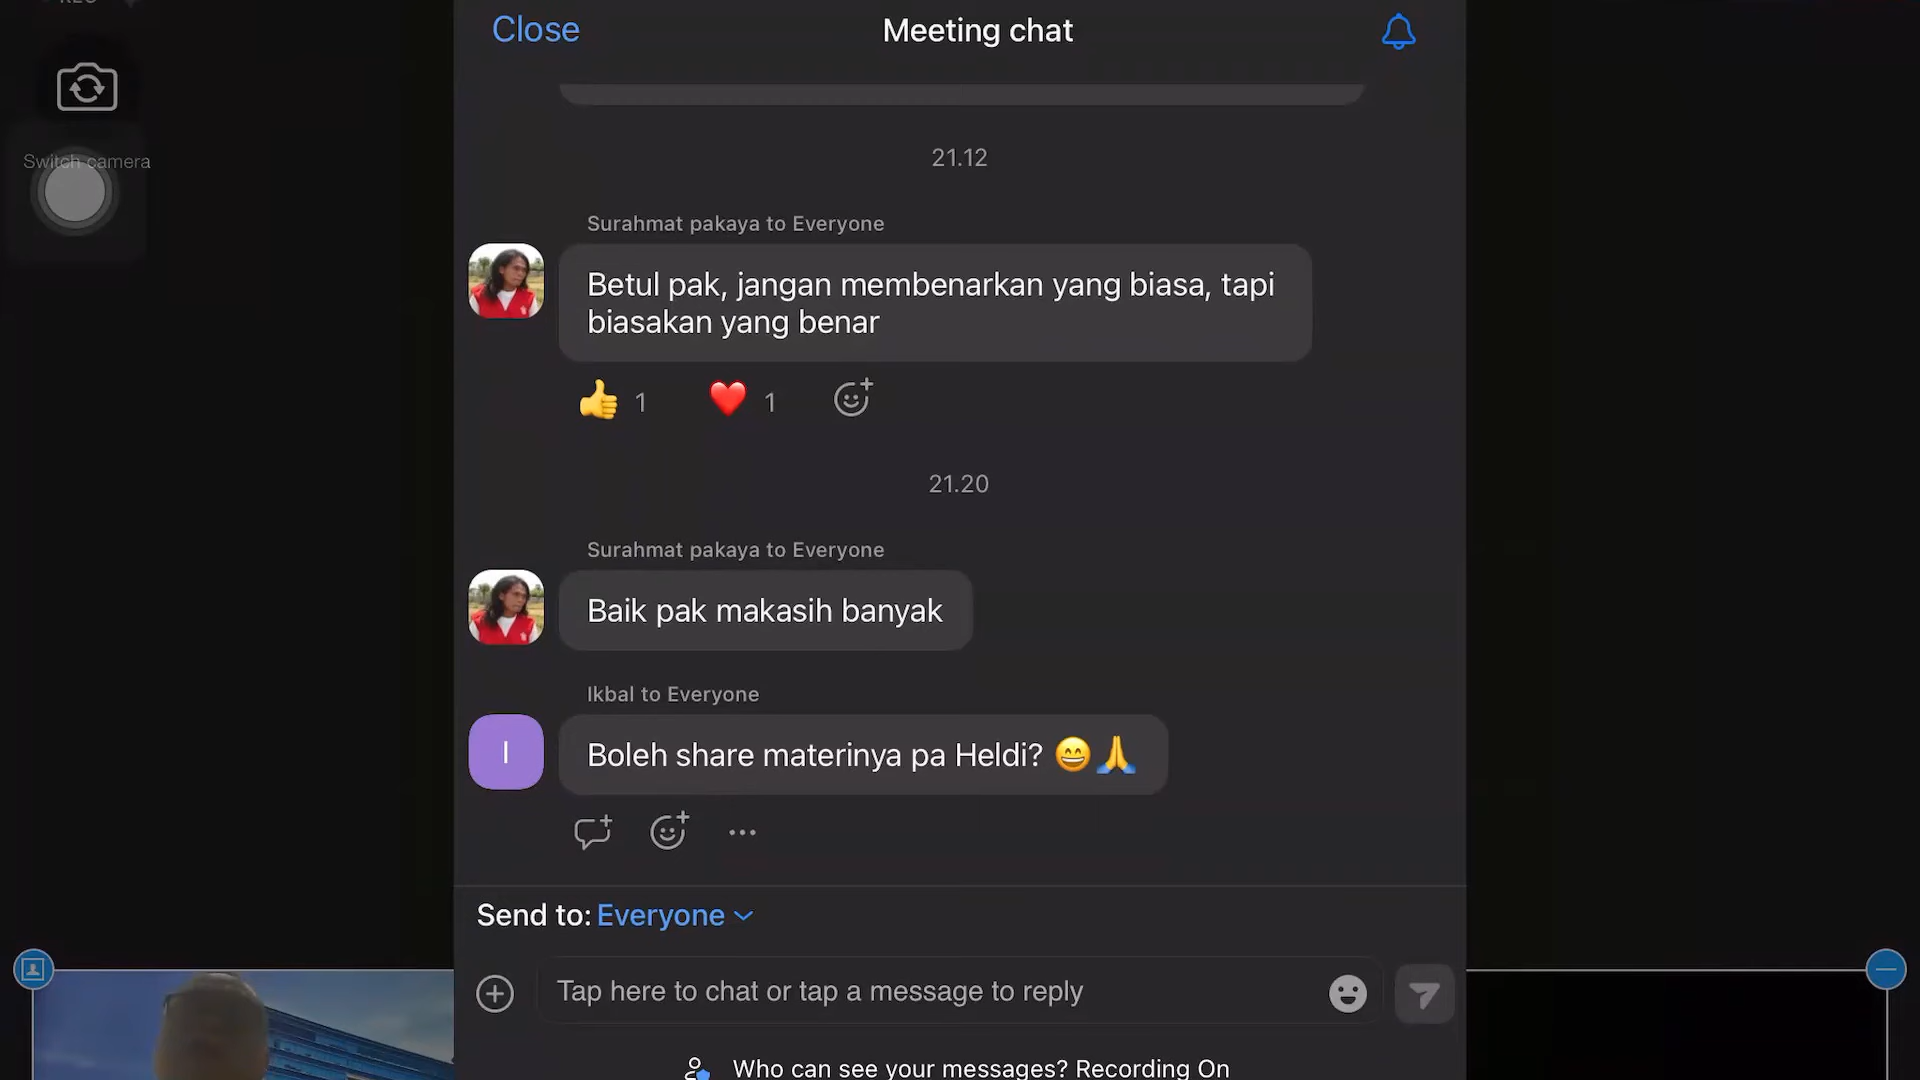 Close
Meeting chat
Switch camera
21.12
Surahmat pakaya to Everyone
Betul pak, jangan membenarkan yang biasa, tapi
biasakan yang benar
👍 1 ❤️ 1
21.20
Surahmat pakaya to Everyone
Baik pak makasih banyak
Ikbal to Everyone
I
Boleh share materinya pa Heldi? 😄🙏
Send to: Everyone
Tap here to chat or tap a message to reply
Who can see your messages? Recording On